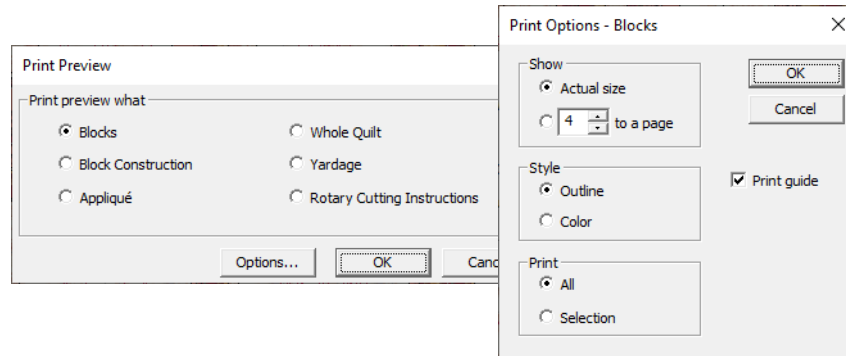 Print Preview
Print preview what
Blocks
Whole Quilt
Block Construction
Yardage
Appliqué
Rotary Cutting Instructions
Options...
OK
Canc
Print Options - Blocks
Show
Actual size
4 to a page
Style
Outline
Color
Print
All
Selection
OK
Cancel
Print guide